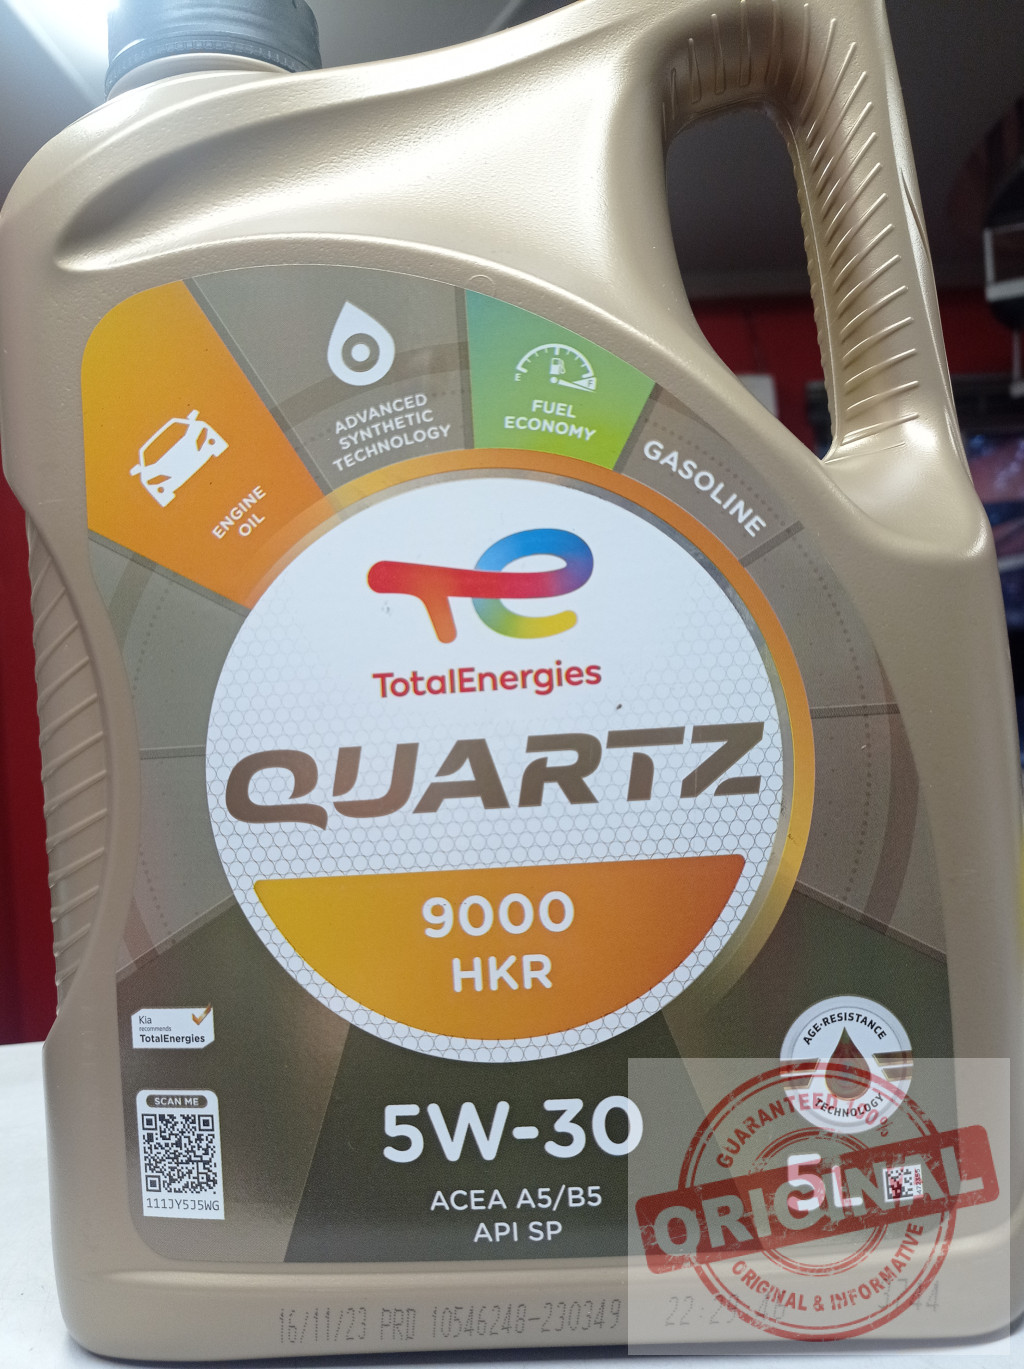 ADVANCED
SYNTHETIC
TECHNOLOGY
FUEL
ECONOMY
E F
GASOLINE
ENGINE
OIL
TotalEnergies
QUARTZ
9000
HKR
Kia
recommends
TotalEnergies
AGE-RESISTANCE
TECHNOLOGY
SCAN ME
111JY5J5WG
5W-30
ACEA A5/B5
API SP
5L
GUARANTEED
ORIGINAL
ORIGINAL & INFORMATIVE
16/11/23 PRD 10546248-230349